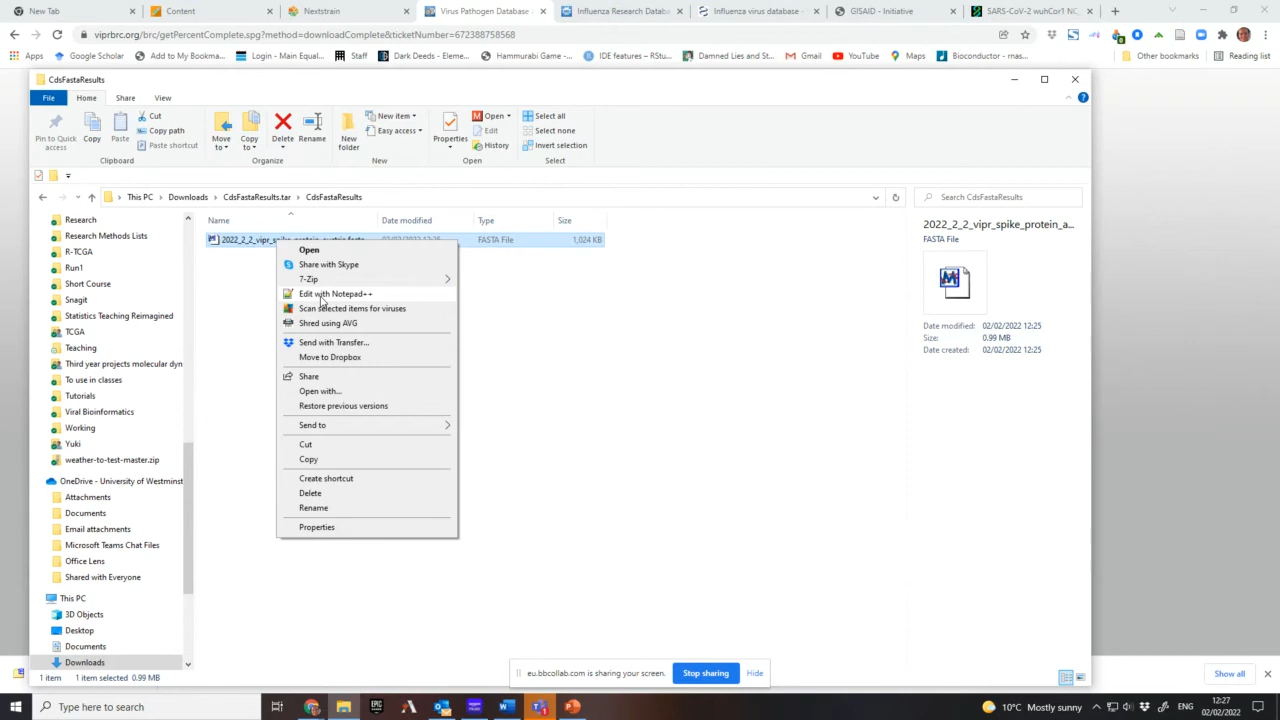 New Tab
Content
Nextstrain
Virus Pathogen Database
Influenza Research Datab
Influenza virus database -
GISAID - Initiative
SARS-CoV-2 wuhCor1 NC_
viprbrc.org/brc/getPercentComplete.spg?method=downloadComplete&ticketNumber=672388758568
Apps
Google Scholar
Add to My Bookma...
Login - Main Equal...
Staff
Dark Deeds - Eleme...
Hammurabi Game -...
IDE features – RStu...
Damned Lies and St...
Gmail
YouTube
Maps
Bioconductor - mas...
Other bookmarks
Reading list
CdsFastaResults
File
Home
Share
View
Pin to Quick access
Copy
Paste
Cut
Copy path
Paste shortcut
Clipboard
Move to
Copy to
Delete
Rename
Organize
New folder
New item
Easy access
New
Properties
Open
Edit
History
Open
Select all
Select none
Invert selection
Select
This PC
Downloads
CdsFastaResults.tar
CdsFastaResults
Search CdsFastaResults
Name
Date modified
Type
Size
FASTA File
1,024 KB
Research
Research Methods Lists
R-TCGA
Run1
Short Course
Snagit
Statistics Teaching Reimagined
TCGA
Teaching
Third year projects molecular dyn
To use in classes
Tutorials
Viral Bioinformatics
Working
Yuki
weather-to-test-master.zip
OneDrive - University of Westminst
Attachments
Documents
Email attachments
Microsoft Teams Chat Files
Office Lens
Shared with Everyone
This PC
3D Objects
Desktop
Documents
Downloads
Open
Share with Skype
7-Zip
Edit with Notepad++
Scan selected items for viruses
Shred using AVG
Send with Transfer...
Move to Dropbox
Share
Open with...
Restore previous versions
Send to
Cut
Copy
Create shortcut
Delete
Rename
Properties
2022_2_2_vipr_spike_protein_a...
FASTA File
Date modified: 02/02/2022 12:25
Size: 0.99 MB
Date created: 02/02/2022 12:25
1 item
1 item selected 0.99 MB
eu.bbcollab.com is sharing your screen.
Stop sharing
Hide
Show all
Type here to search
10°C Mostly sunny
12:27
02/02/2022